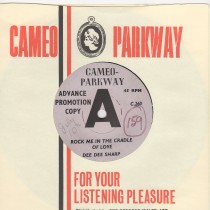 CAMEO PARKWAY
CAMEO-
PARKWAY
ADVANCE
PROMOTION
COPY
A
45 RPM
C 260
ROCK ME IN THE CRADLE
OF LOVE
DEE DEE SHARP
FOR YOUR
LISTENING PLEASURE